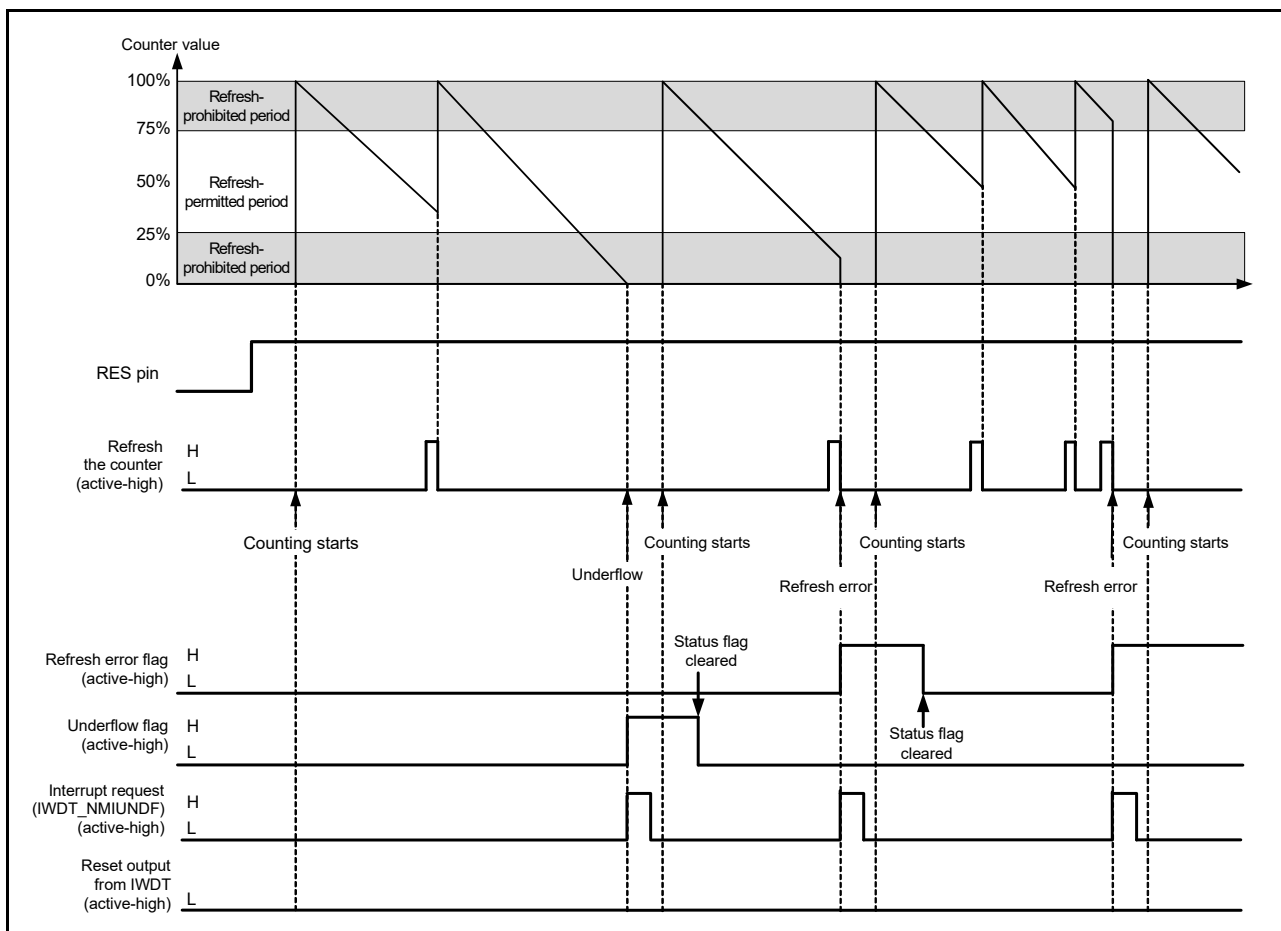 Counter value
100%
Refresh-
prohibited period
75%
50%
Refresh-
permitted period
25%
Refresh-
prohibited period
0%
RES pin
Refresh
the counter
(active-high)
H
L
Counting starts
Counting starts
Counting starts
Counting starts
Underflow
Refresh error
Refresh error
Status flag
cleared
Refresh error flag
(active-high)
H
L
Underflow flag
(active-high)
H
L
Status flag
cleared
Interrupt request
(IWDT_NMIUNDF)
(active-high)
H
L
Reset output
from IWDT
(active-high)
L